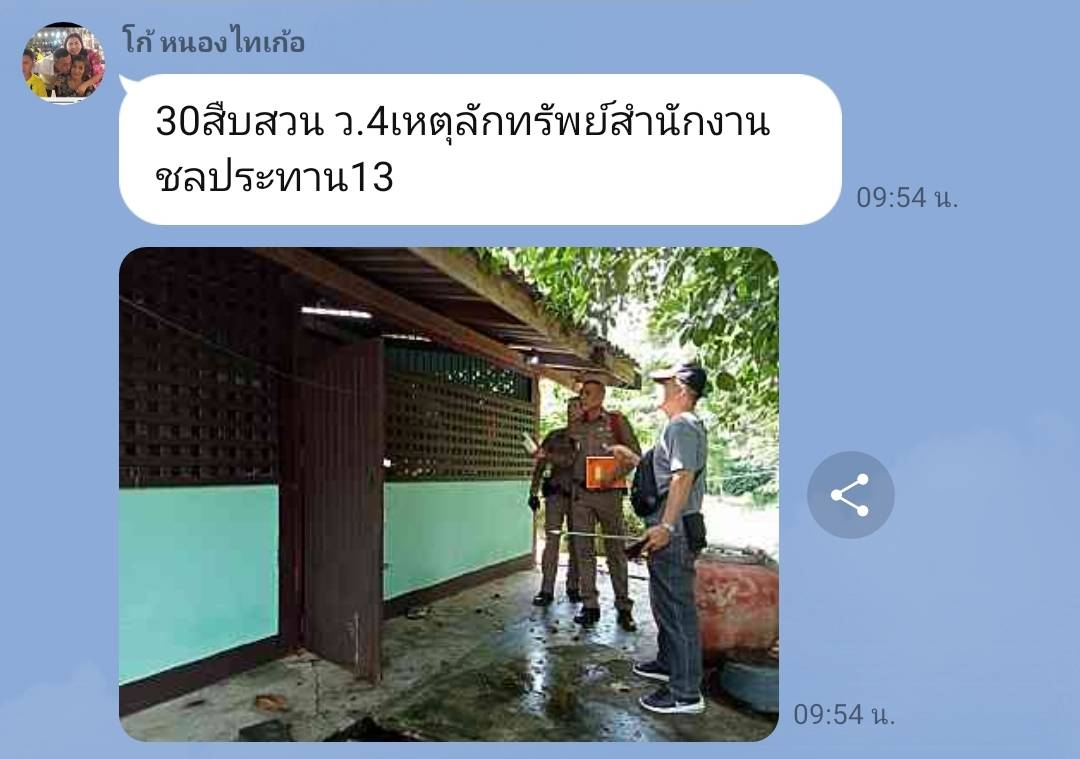 โก้ หนองไทเก้อ
30สืบสวน ว.4เหตุลักทรัพย์สำนักงาน
ชลประทาน13
09:54 น.
09:54 น.